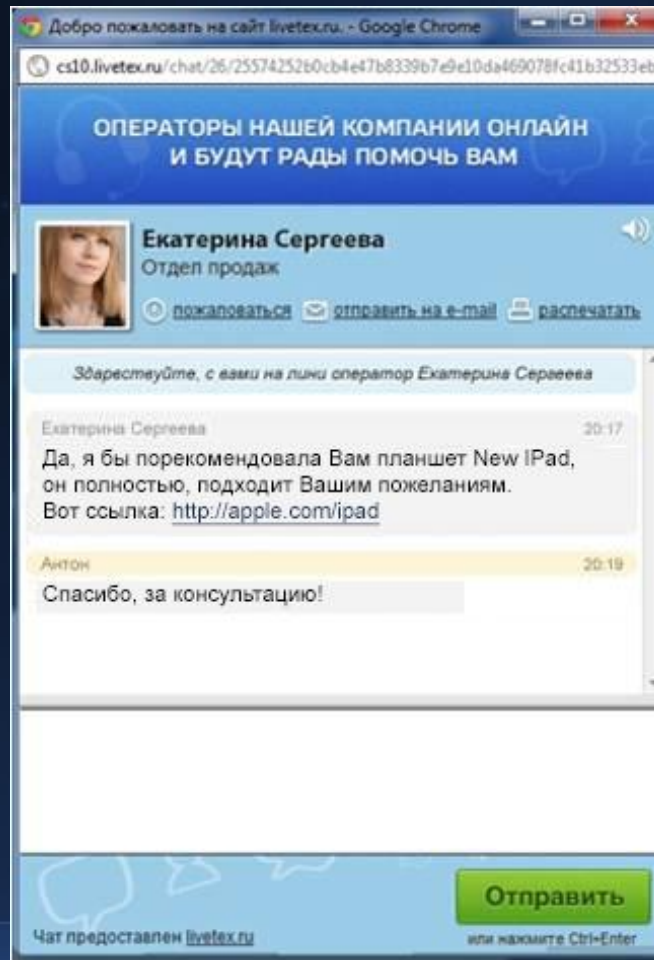 Добро пожаловать на сайт livetex.ru. - Google Chrome
cs10.livetex.ru/chat/26/25574252b0cb4e47b8339b7e9e10da469078fc41b32533eb
ОПЕРАТОРЫ НАШЕЙ КОМПАНИИ ОНЛАЙН
И БУДУТ РАДЫ ПОМОЧЬ ВАМ
Екатерина Сергеева
Отдел продаж
пожаловаться отправить на e-mail распечатать
Здарествуйте, с вами на лини оператор Екатерина Сергеева
Екатерина Сергеева 20:17
Да, я бы порекомендовала Вам планшет New IPad,
он полностью, подходит Вашим пожеланиям.
Вот ссылка: http://apple.com/ipad
Антон 20:19
Спасибо, за консультацию!
Отправить
Чат предоставлен livetex.ru
или нажмите Ctrl+Enter